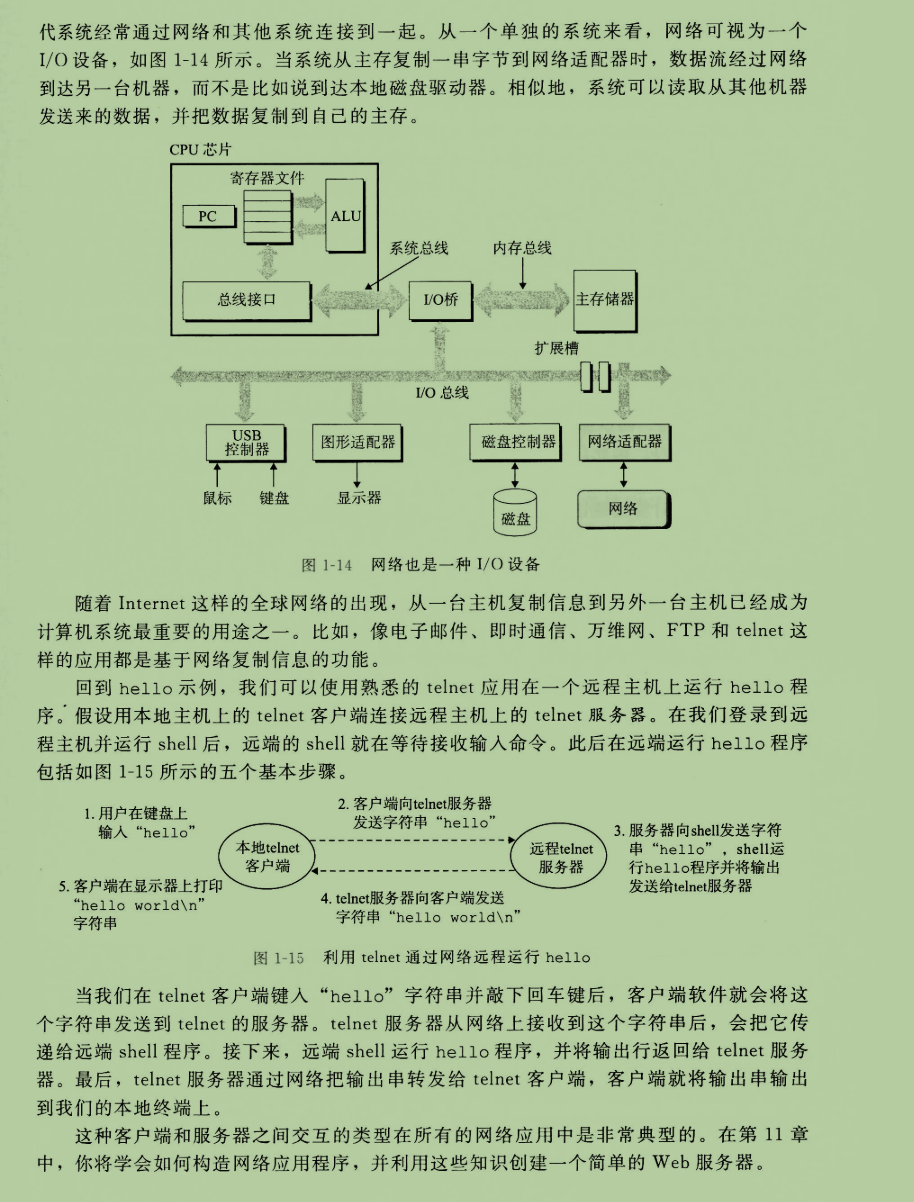 代系统经常通过网络和其他系统连接到一起。从一个单独的系统来看，网络可视为一个
I/O设备，如图 1-14 所示。当系统从主存复制一串字节到网络适配器时，数据流经过网络
到达另一台机器，而不是比如说到达本地磁盘驱动器。相似地，系统可以读取从其他机器
发送来的数据，并把数据复制到自己的主存。
CPU 芯片
寄存器文件
PC
ALU
系统总线
内存总线
总线接口
I/O桥
主存储器
扩展槽
I/O 总线
USB
控制器
图形适配器
磁盘控制器
网络适配器
鼠标
键盘
显示器
磁盘
网络
图 1-14 网络也是一种 I/O 设备
随着 Internet 这样的全球网络的出现，从一台主机复制信息到另外一台主机已经成为
计算机系统最重要的用途之一。比如，像电子邮件、即时通信、万维网、FTP 和 telnet 这
样的应用都是基于网络复制信息的功能。
回到 hello 示例，我们可以使用熟悉的 telnet 应用在一个远程主机上运行 hello 程
序。假设用本地主机上的 telnet 客户端连接远程主机上的 telnet 服务器。在我们登录到远
程主机并运行 shell 后，远端的 shell 就在等待接收输入命令。此后在远端运行 hello 程序
包括如图 1-15 所示的五个基本步骤。
1. 用户在键盘上
输入“hello”
2. 客户端向telnet服务器
发送字符串“hello”
本地telnet
客户端
远程telnet
服务器
3. 服务器向shell发送字符
串“hello”，shell运
行hello程序并将输出
发送给telnet服务器
4. telnet服务器向客户端发送
字符串“hello world\n”
5. 客户端在显示器上打印
“hello world\n”
字符串
图 1-15 利用 telnet 通过网络远程运行 hello
当我们在 telnet 客户端键入“hello”字符串并敲下回车键后，客户端软件就会将这
个字符串发送到 telnet 的服务器。telnet 服务器从网络上接收到这个字符串后，会把它传
递给远端 shell 程序。接下来，远端 shell 运行 hello 程序，并将输出行返回给 telnet 服务
器。最后，telnet 服务器通过网络把输出串转发给 telnet 客户端，客户端就将输出串输出
到我们的本地终端上。
这种客户端和服务器之间交互的类型在所有的网络应用中是非常典型的。在第 11 章
中，你将学会如何构造网络应用程序，并利用这些知识创建一个简单的 Web 服务器。